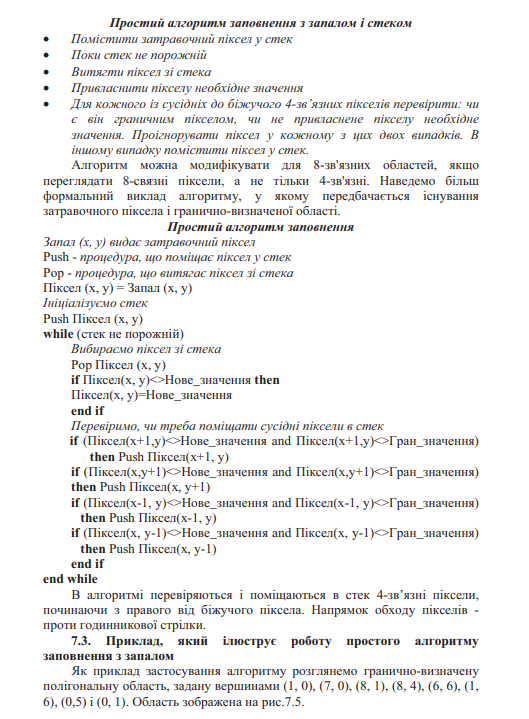 Простий алгоритм заповнення з запалом і стеком
• Помістити затравочний піксел у стек
• Поки стек не порожній
• Витягти піксел зі стека
• Привласнити пікселу необхідне значення
• Для кожного із сусідніх до біжучого 4-зв’язних пікселів перевірити: чи
є він граничним пікселом, чи не привласнене пікселу необхідне
значення. Проігнорувати піксел у кожному з цих двох випадків. В
іншому випадку помістити піксел у стек.
Алгоритм можна модифікувати для 8-зв'язних областей, якщо
переглядати 8-связні пиксели, а не тільки 4-зв'язні. Наведемо більш
формальний виклад алгоритму, у якому передбачається існування
затравочного піксела і гранично-визначеної області.
Простий алгоритм заповнення
Запал (x, y) видає затравочний піксел
Push - процедура, що поміщає піксел у стек
Pop - процедура, що витягає піксел зі стека
Піксел (x, y) = Запал (x, y)
Ініціалізуємо стек
Push Піксел (x, y)
while (стек не порожній)
Вибираємо піксел зі стека
Pop Піксел (x, y)
if Піксел(x, y)<>Нове_значення then
Піксел(x, y)=Нове_значення
end if
Перевіримо, чи треба поміщати сусідні піксели в стек
if (Піксел(x+1,y)<>Нове_значення and Піксел(x+1,y)<>Гран_значення)
then Push Піксел(x+1, y)
if (Піксел(x,y+1)<>Нове_значення and Піксел(x,y+1)<>Гран_значення)
then Push Піксел(x, y+1)
if (Піксел(x-1, y)<>Нове_значення and Піксел(x-1, y)<>Гран_значення)
then Push Піксел(x-1, y)
if (Піксел(x, y-1)<>Нове_значення and Піксел(x, y-1)<>Гран_значення)
then Push Піксел(x, y-1)
end if
end while
В алгоритмі перевіряються і поміщаються в стек 4-зв’язні піксели,
починаючи з правого від біжучого піксела. Напрямок обходу пікселів -
проти годинникової стрілки.
7.3. Приклад, який ілюструє роботу простого алгоритму
заповнення з запалом
Як приклад застосування алгоритму розглянемо гранично-визначену
полігональну область, задану вершинами (1, 0), (7, 0), (8, 1), (8, 4), (6, 6), (1,
6), (0,5) і (0, 1). Область зображена на рис.7.5.